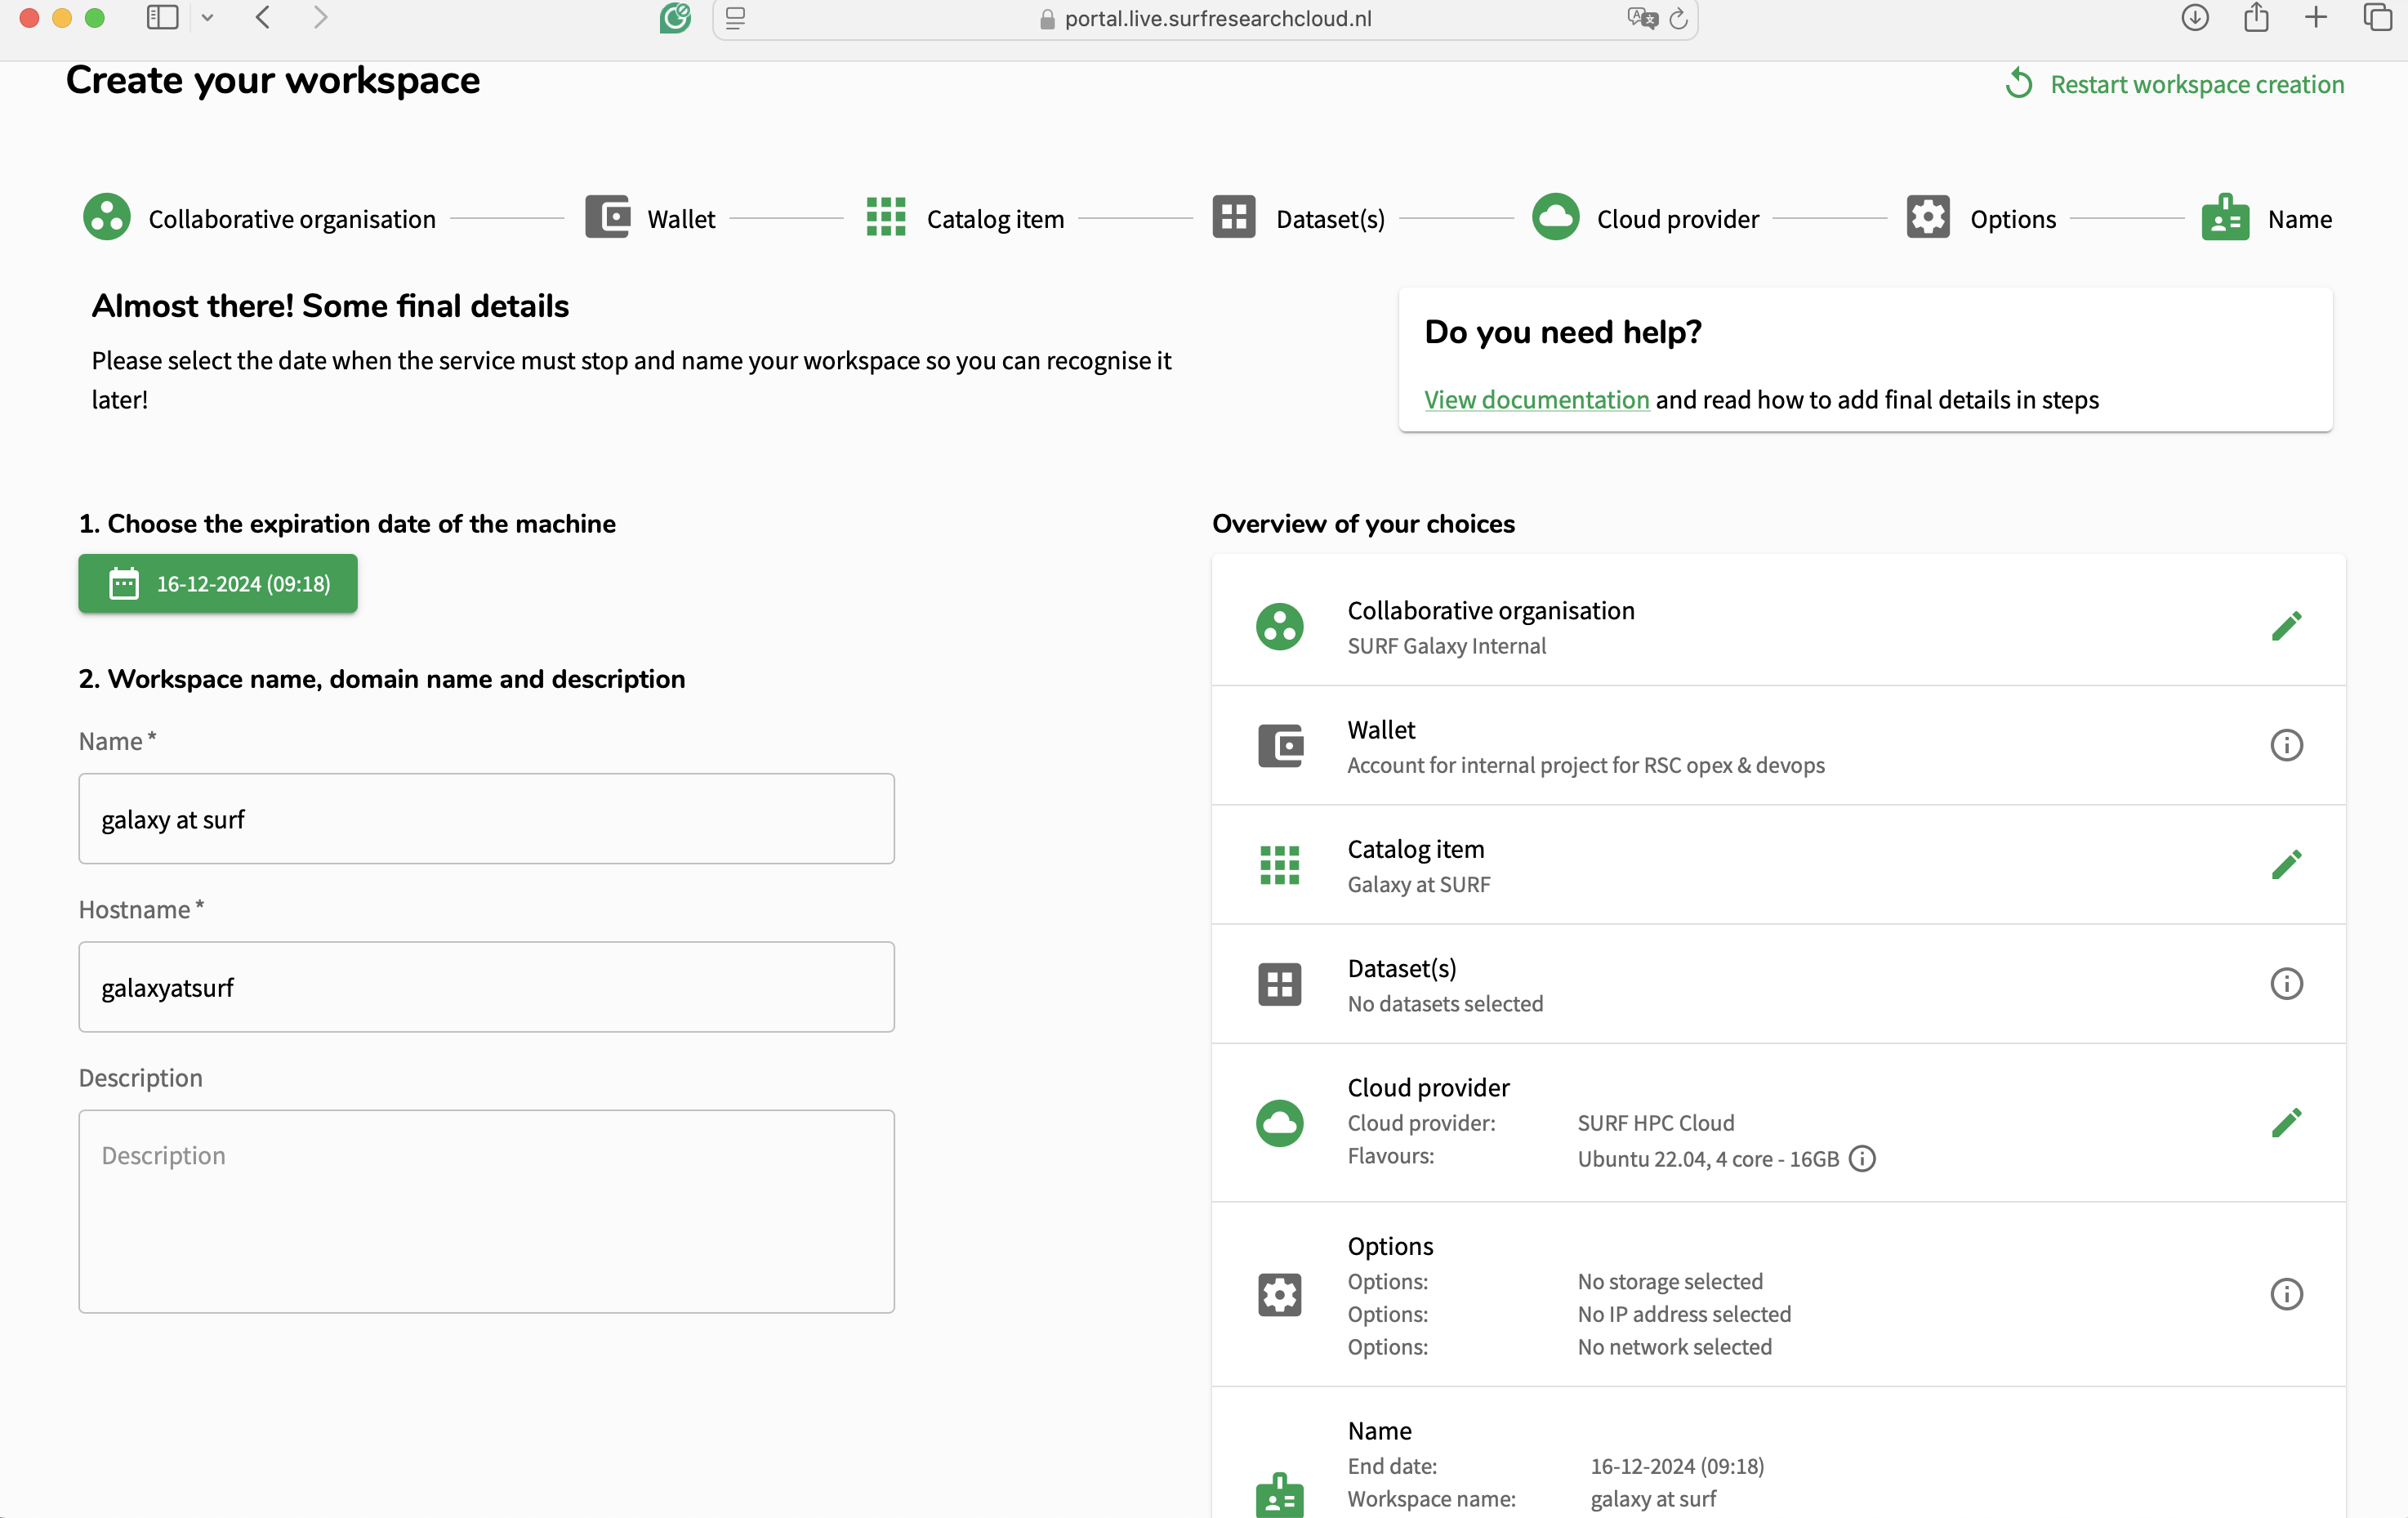 portal.live.surfresearchcloud.nl
Create your workspace
Restart workspace creation
Collaborative organisation
Wallet
Catalog item
Dataset(s)
Cloud provider
Options
Name
Almost there! Some final details
Please select the date when the service must stop and name your workspace so you can recognise it
later!
Do you need help?
View documentation and read how to add final details in steps
1. Choose the expiration date of the machine
16-12-2024 (09:18)
2. Workspace name, domain name and description
Name *
galaxy at surf
Hostname *
galaxyatsurf
Description
Description
Overview of your choices
Collaborative organisation
SURF Galaxy Internal
Wallet
Account for internal project for RSC opex & devops
Catalog item
Galaxy at SURF
Dataset(s)
No datasets selected
Cloud provider
Cloud provider: SURF HPC Cloud
Flavours: Ubuntu 22.04, 4 core - 16GB
Options
Options: No storage selected
Options: No IP address selected
Options: No network selected
Name
End date: 16-12-2024 (09:18)
Workspace name: galaxy at surf